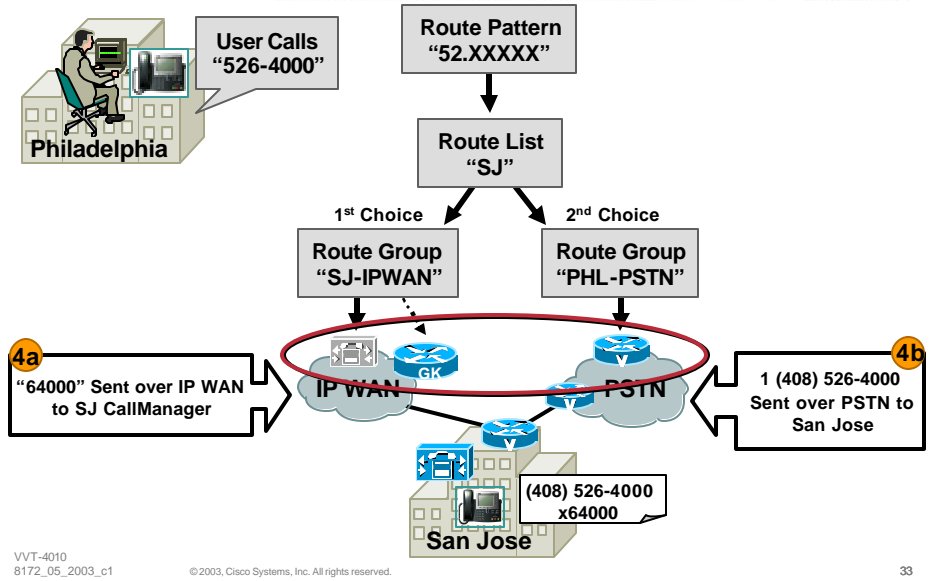 User Calls
“526-4000”
Philadelphia
Route Pattern
“52.XXXXX”
Route List
“SJ”
1st Choice
2nd Choice
Route Group
“SJ-IPWAN”
Route Group
“PHL-PSTN”
4a
“64000” Sent over IP WAN
to SJ CallManager
IP WAN
GK
V
PSTN
V
V
4b
1 (408) 526-4000
Sent over PSTN to
San Jose
(408) 526-4000
x64000
San Jose
VVT-4010
8172_05_2003_c1
© 2003, Cisco Systems, Inc. All rights reserved.
33